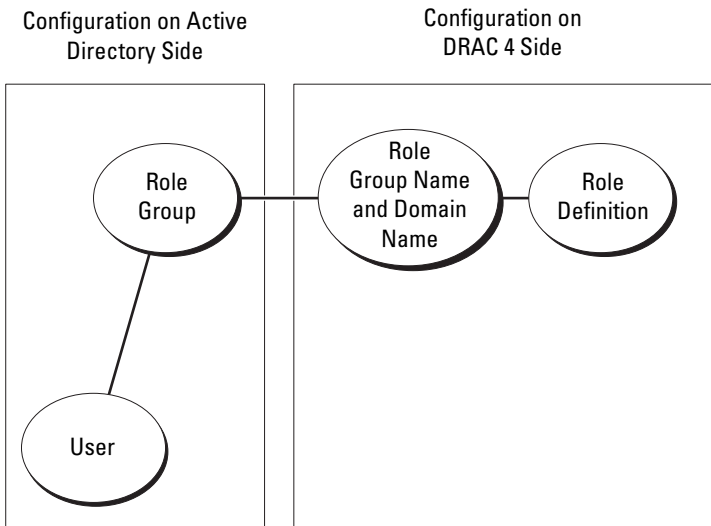 Configuration on Active
Directory Side
Configuration on
DRAC 4 Side
Role
Group
Role
Group Name
and Domain
Name
Role
Definition
User